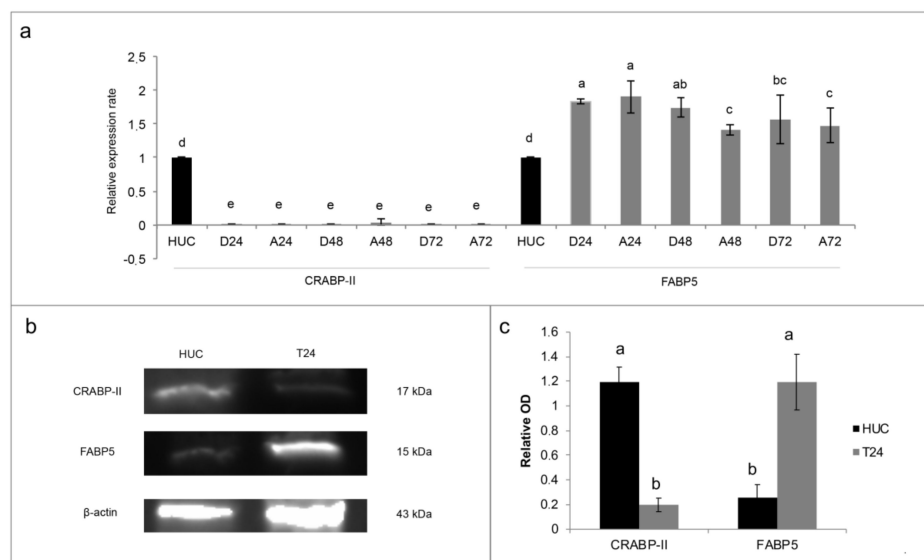 a
Relative expression rate
2.5
2
1.5
1
0.5
0
-0.5
d e e e e e e d a a ab c bc c
HUC D24 A24 D48 A48 D72 A72 HUC D24 A24 D48 A48 D72 A72
CRABP-II FABP5
b
HUC T24
CRABP-II 17 kDa
FABP5 15 kDa
β-actin 43 kDa
c
Relative OD
1.6
1.4
1.2
1
0.8
0.6
0.4
0.2
0
a b b a
CRABP-II FABP5
HUC
T24